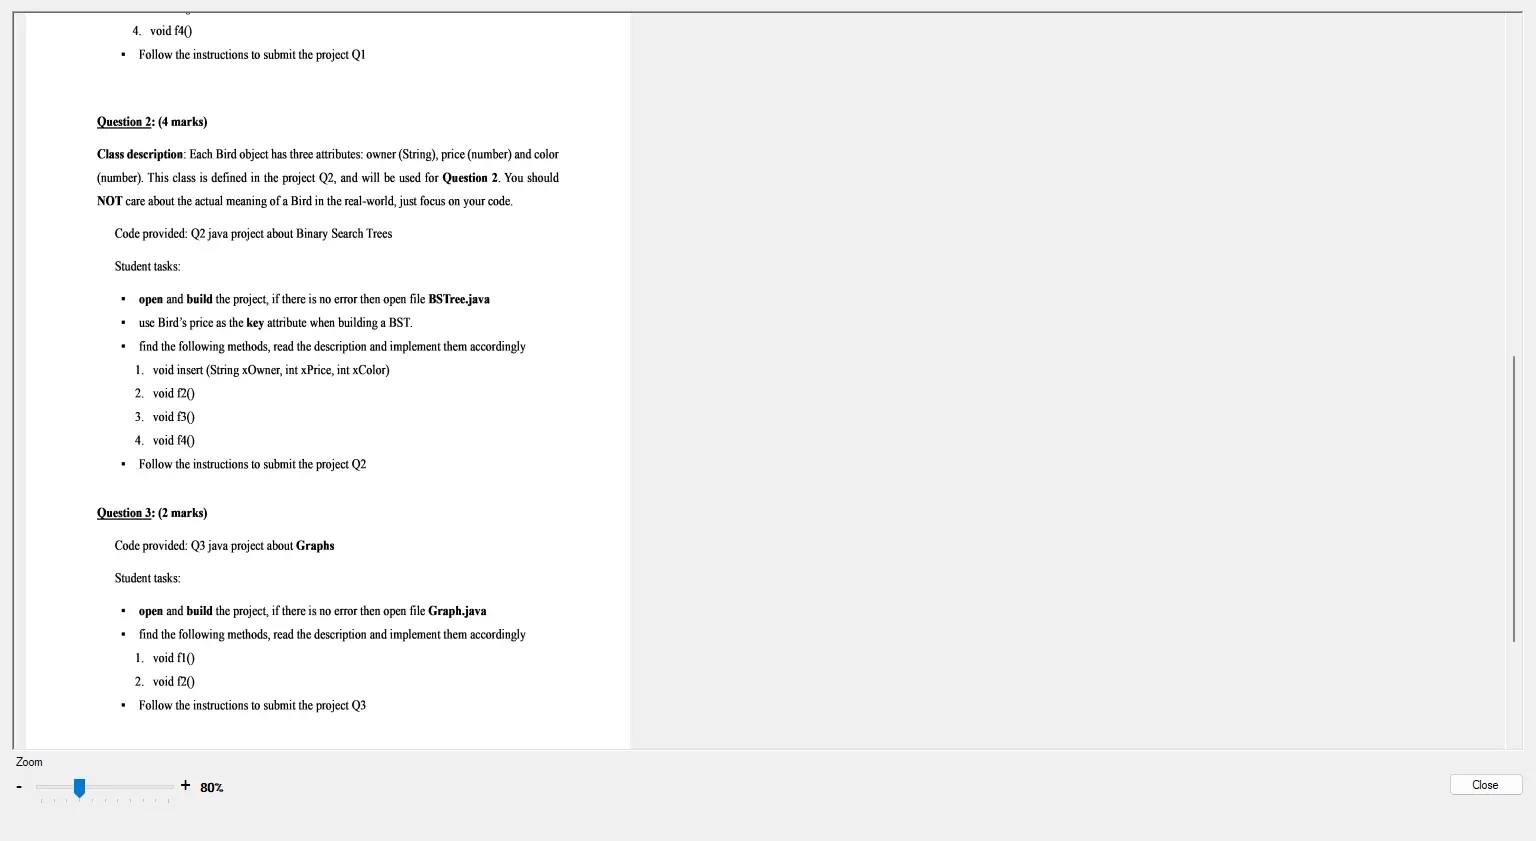 4. void f4()
▪ Follow the instructions to submit the project Q1
Question 2: (4 marks)
Class description: Each Bird object has three attributes: owner (String), price (number) and color
(number). This class is defined in the project Q2, and will be used for Question 2. You should
NOT care about the actual meaning of a Bird in the real-world, just focus on your code.
Code provided: Q2 java project about Binary Search Trees
Student tasks:
▪ open and build the project, if there is no error then open file BSTree.java
▪ use Bird's price as the key attribute when building a BST.
▪ find the following methods, read the description and implement them accordingly
1. void insert (String xOwner, int xPrice, int xColor)
2. void f2()
3. void f3()
4. void f4()
▪ Follow the instructions to submit the project Q2
Question 3: (2 marks)
Code provided: Q3 java project about Graphs
Student tasks:
▪ open and build the project, if there is no error then open file Graph.java
▪ find the following methods, read the description and implement them accordingly
1. void f1()
2. void f2()
▪ Follow the instructions to submit the project Q3
Zoom
- + 80%
Close